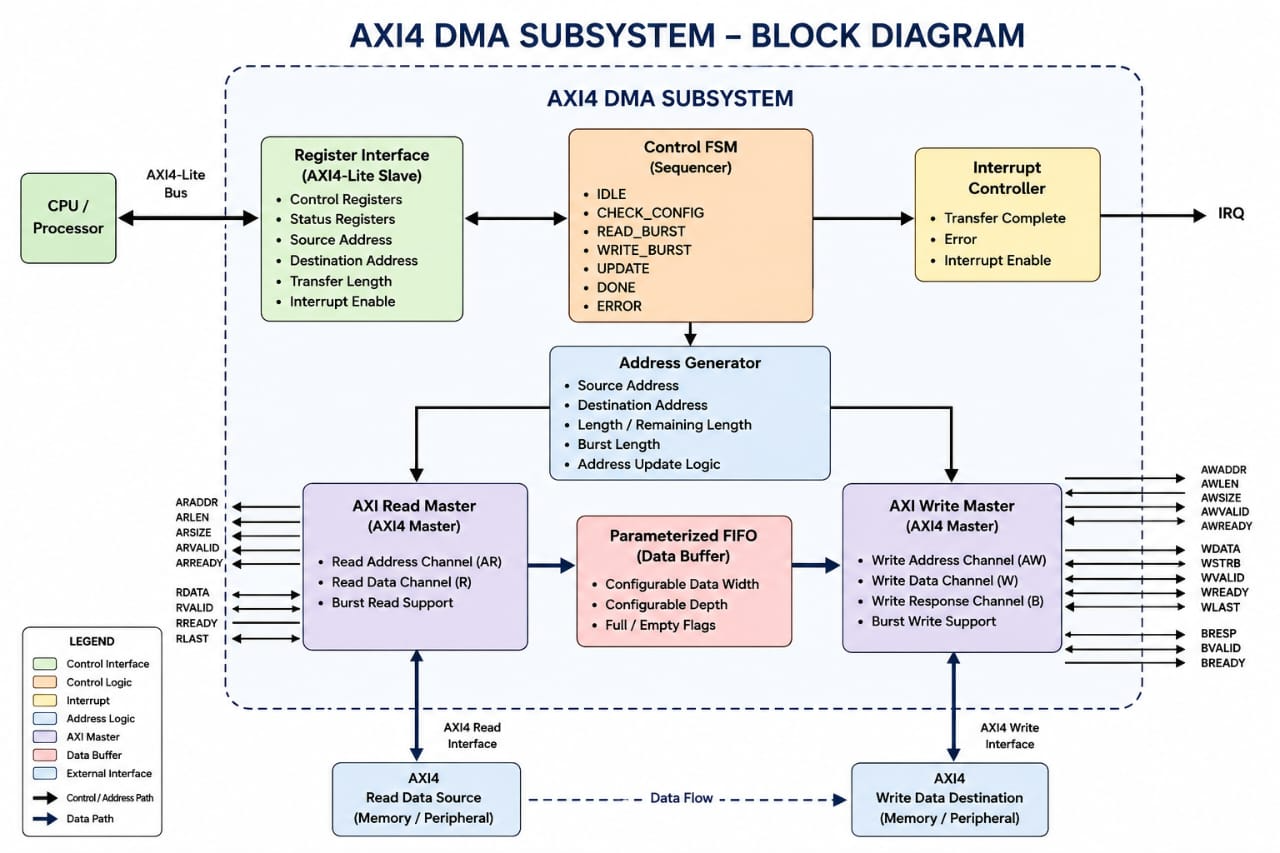 AXI4 DMA SUBSYSTEM – BLOCK DIAGRAM
AXI4 DMA SUBSYSTEM
CPU /
Processor
AXI4-Lite
Bus
Register Interface
(AXI4-Lite Slave)
• Control Registers
• Status Registers
• Source Address
• Destination Address
• Transfer Length
• Interrupt Enable
Control FSM
(Sequencer)
• IDLE
• CHECK_CONFIG
• READ_BURST
• WRITE_BURST
• UPDATE
• DONE
• ERROR
Interrupt
Controller
• Transfer Complete
• Error
• Interrupt Enable
IRQ
Address Generator
• Source Address
• Destination Address
• Length / Remaining Length
• Burst Length
• Address Update Logic
ARADDR
ARLEN
ARSIZE
ARVALID
ARREADY
RDATA
RVALID
RREADY
RLAST
AXI Read Master
(AXI4 Master)
• Read Address Channel (AR)
• Read Data Channel (R)
• Burst Read Support
Parameterized FIFO
(Data Buffer)
• Configurable Data Width
• Configurable Depth
• Full / Empty Flags
AXI Write Master
(AXI4 Master)
• Write Address Channel (AW)
• Write Data Channel (W)
• Write Response Channel (B)
• Burst Write Support
AWADDR
AWLEN
AWSIZE
AWVALID
AWREADY
WDATA
WSTRB
WVALID
WREADY
WLAST
BRESP
BVALID
BREADY
LEGEND
Control Interface
Control Logic
Interrupt
Address Logic
AXI Master
Data Buffer
External Interface
Control / Address Path
Data Path
AXI4 Read
Interface
AXI4 Write
Interface
AXI4
Read Data Source
(Memory / Peripheral)
Data Flow
AXI4
Write Data Destination
(Memory / Peripheral)